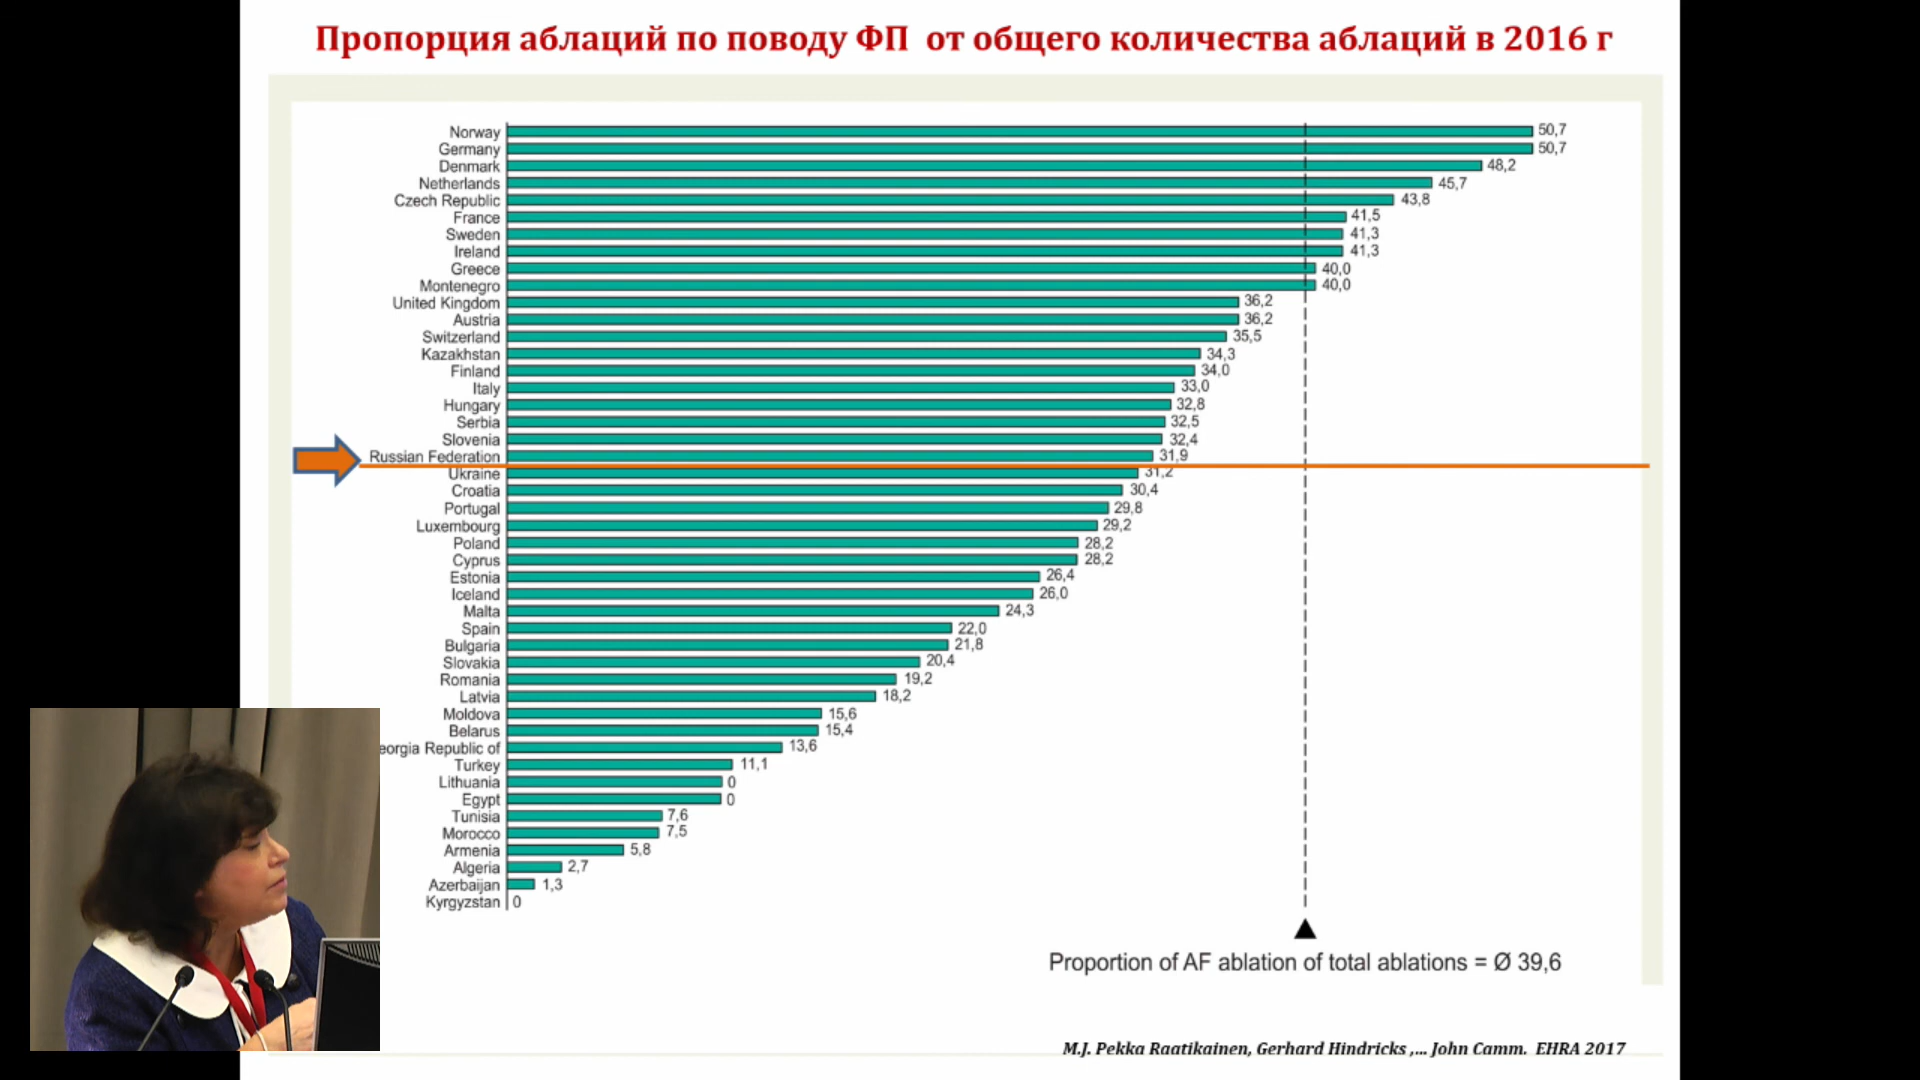 Пропорция аблаций по поводу ФП от общего количества аблаций в 2016 г
Norway 50,7
Germany 50,7
Denmark 48,2
Netherlands 45,7
Czech Republic 43,8
France 41,5
Sweden 41,3
Ireland 41,3
Greece 40,0
Montenegro 40,0
United Kingdom 36,2
Austria 36,2
Switzerland 35,5
Kazakhstan 34,3
Finland 34,0
Italy 33,0
Hungary 32,8
Serbia 32,5
Slovenia 32,4
Russian Federation 31,9
Ukraine 31,2
Croatia 30,4
Portugal 29,8
Luxembourg 29,2
Poland 28,2
Cyprus 28,2
Estonia 26,4
Iceland 26,0
Malta 24,3
Spain 22,0
Bulgaria 21,8
Slovakia 20,4
Romania 19,2
Latvia 18,2
Moldova 15,6
Belarus 15,4
eorgia Republic of 13,6
Turkey 11,1
Lithuania 0
Egypt 0
Tunisia 7,6
Morocco 7,5
Armenia 5,8
Algeria 2,7
Azerbaijan 1,3
Kyrgyzstan 0
Proportion of AF ablation of total ablations = Ø 39,6
M.J. Pekka Raatikainen, Gerhard Hindricks ,... John Camm. EHRA 2017